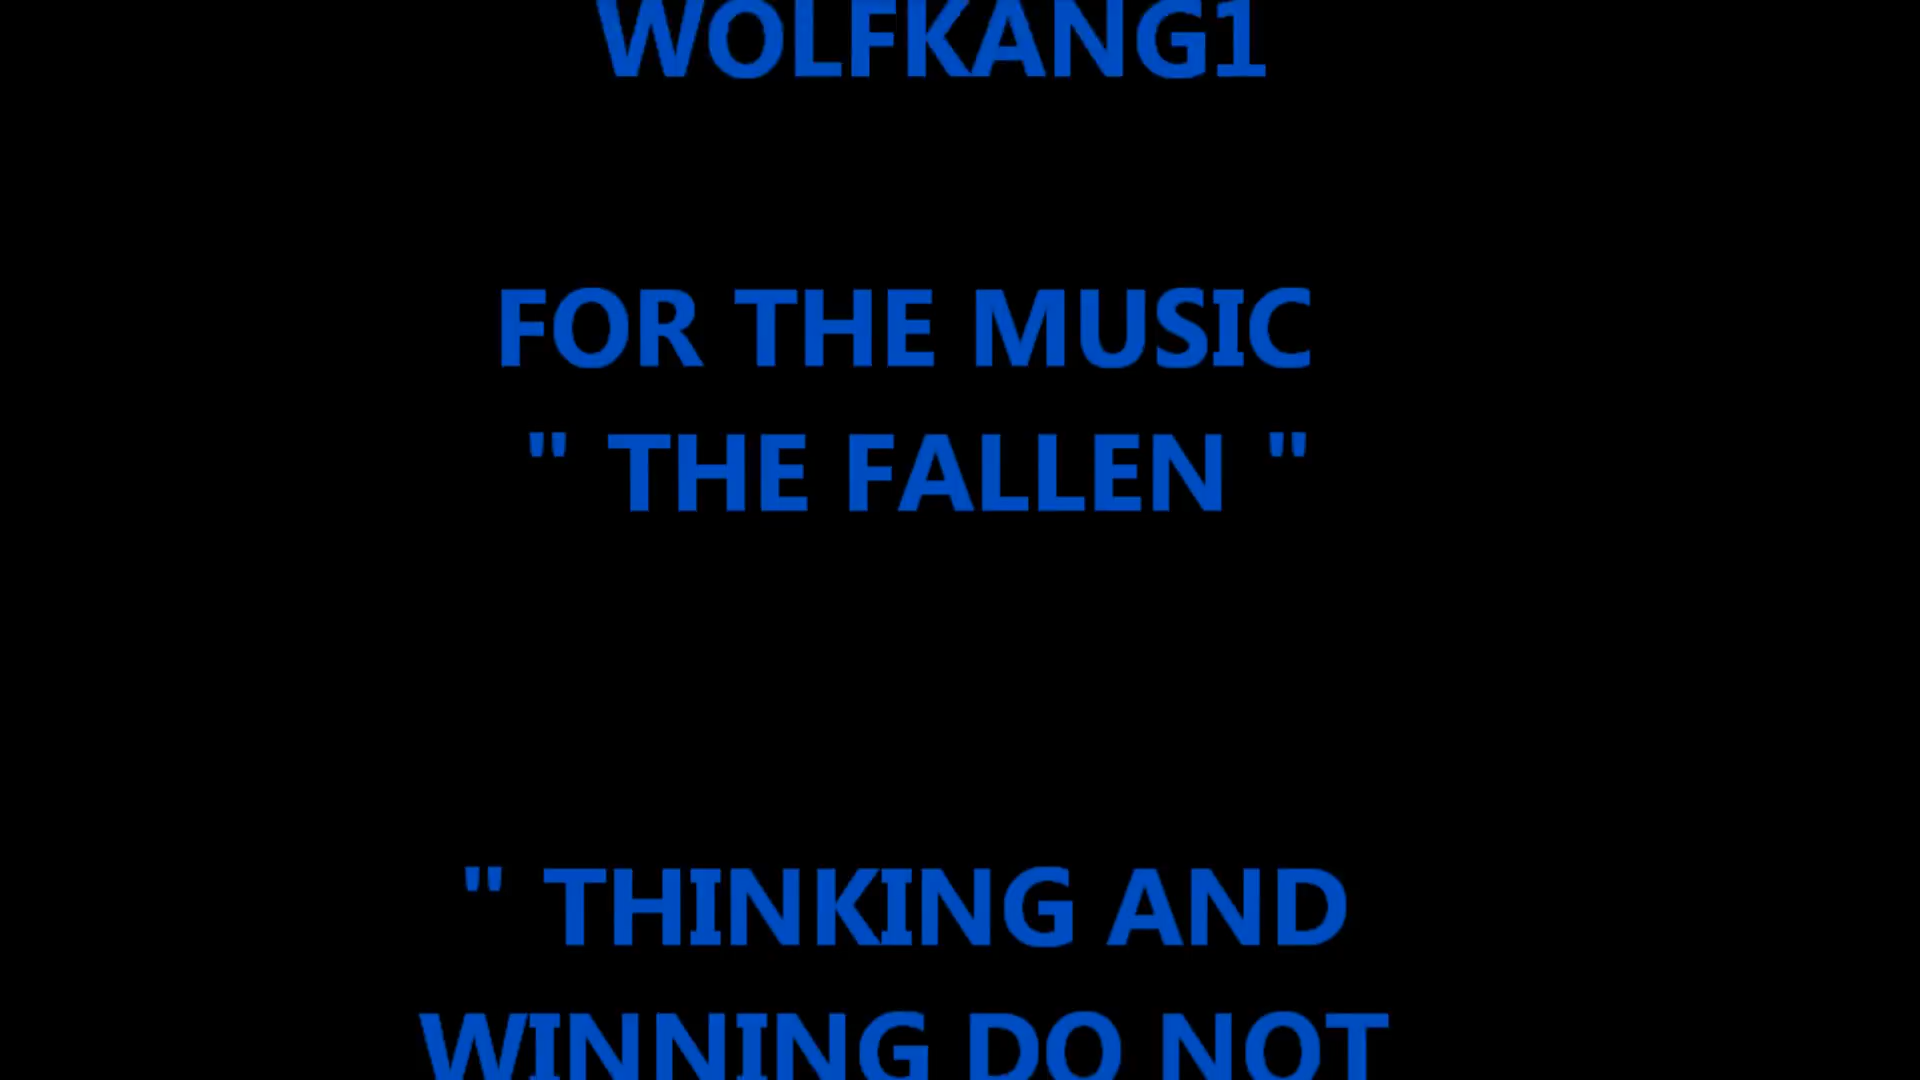 WOLFKANG1
FOR THE MUSIC
" THE FALLEN "
" THINKING AND
WINNING DO NOT